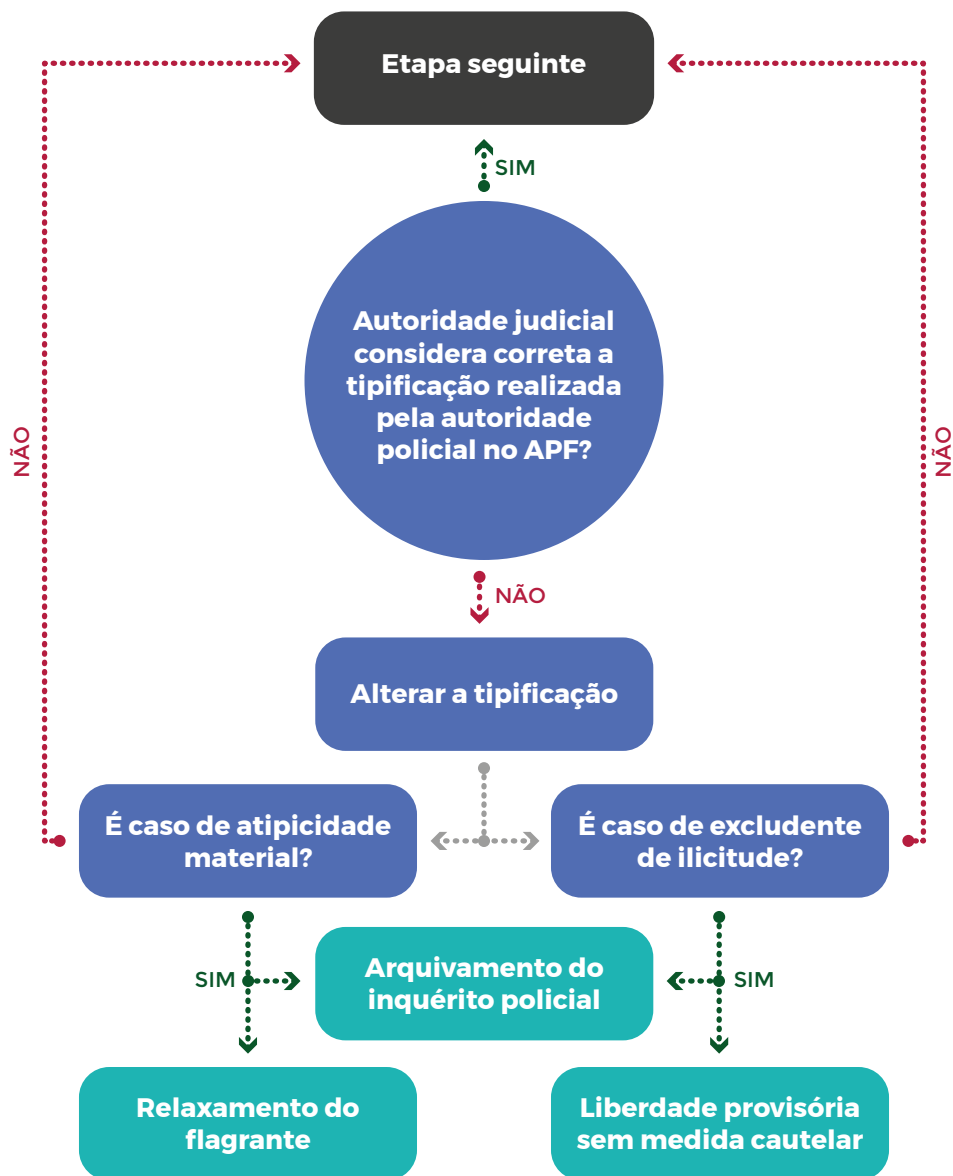 Etapa seguinte
SIM
Autoridade judicial
considera correta a
tipificação realizada
pela autoridade
policial no APF?
NÃO
NÃO
NÃO
Alterar a tipificação
É caso de atipicidade
material?
É caso de excludente
de ilicitude?
SIM
Arquivamento do
inquérito policial
SIM
Relaxamento do
flagrante
Liberdade provisória
sem medida cautelar